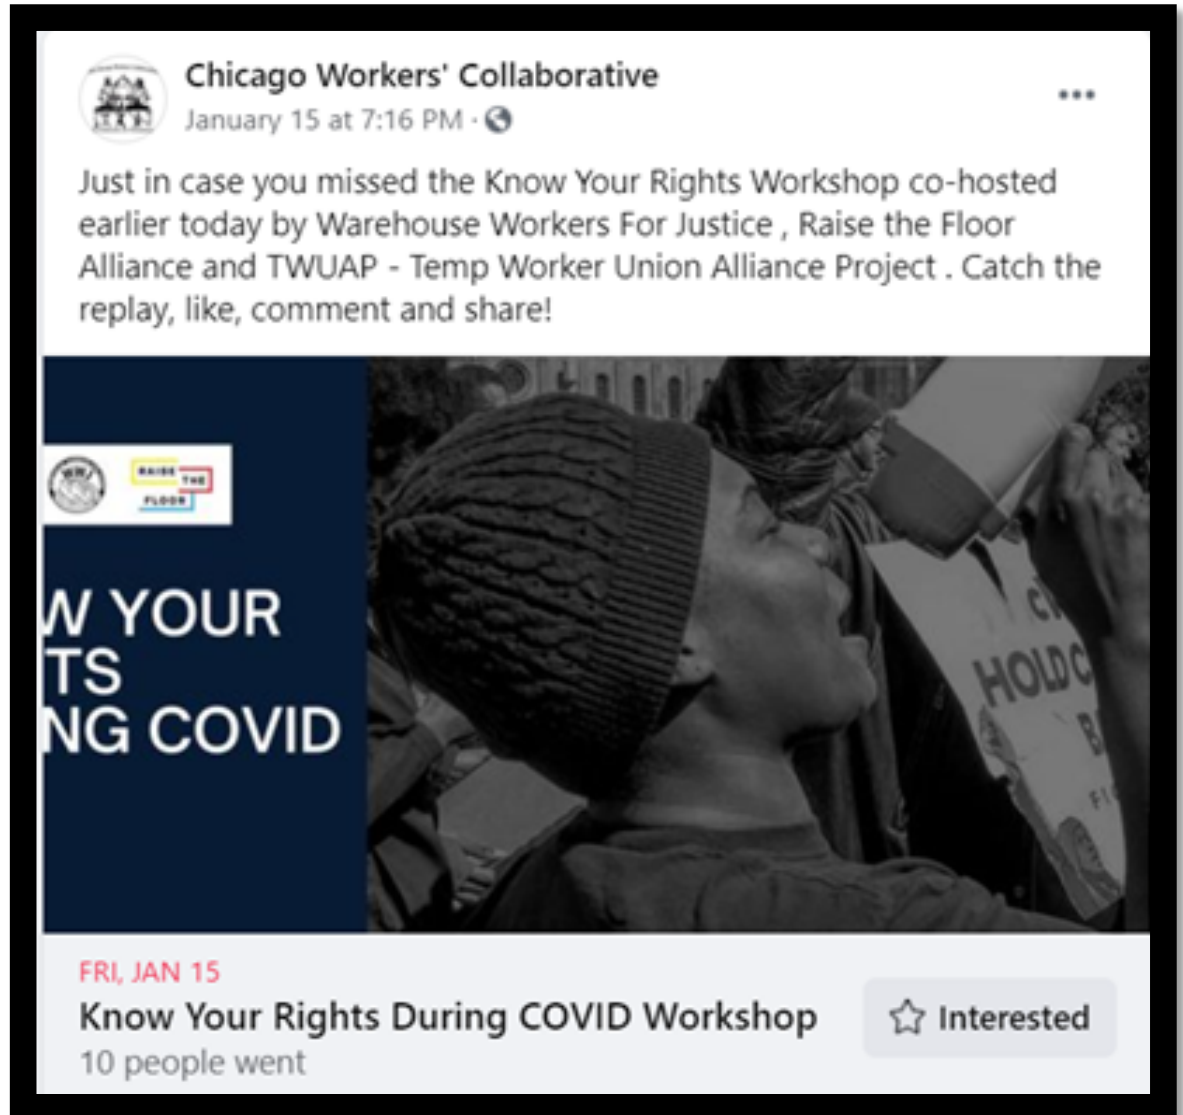 Chicago Workers' Collaborative
January 15 at 7:16 PM ·
Just in case you missed the Know Your Rights Workshop co-hosted
earlier today by Warehouse Workers For Justice , Raise the Floor
Alliance and TWUAP - Temp Worker Union Alliance Project . Catch the
replay, like, comment and share!
RAISE
THE
FLOOR
W YOUR
TS
NG COVID
HOLD C
FRI, JAN 15
Know Your Rights During COVID Workshop
Interested
10 people went